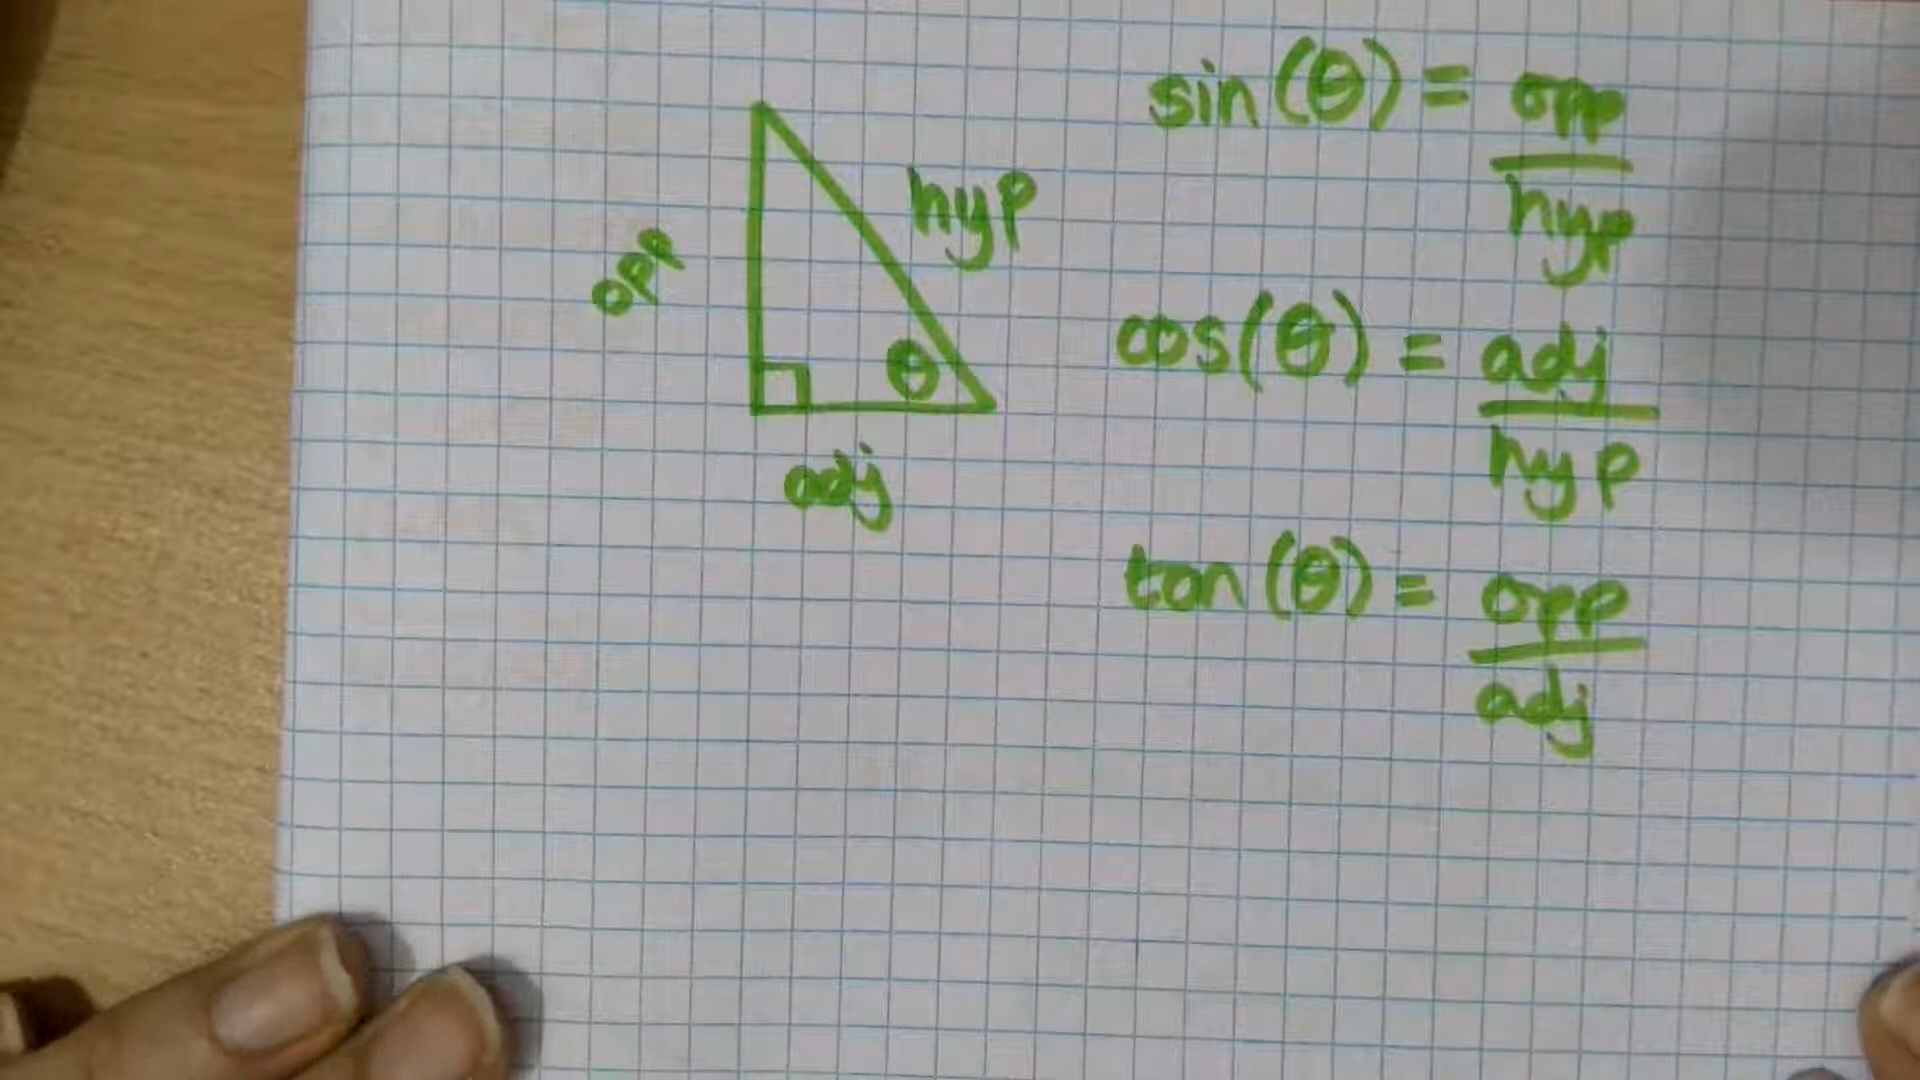 opp
hyp
θ
adj
sin(θ) = opp
hyp
cos(θ) = adj
hyp
tan(θ) = opp
adj